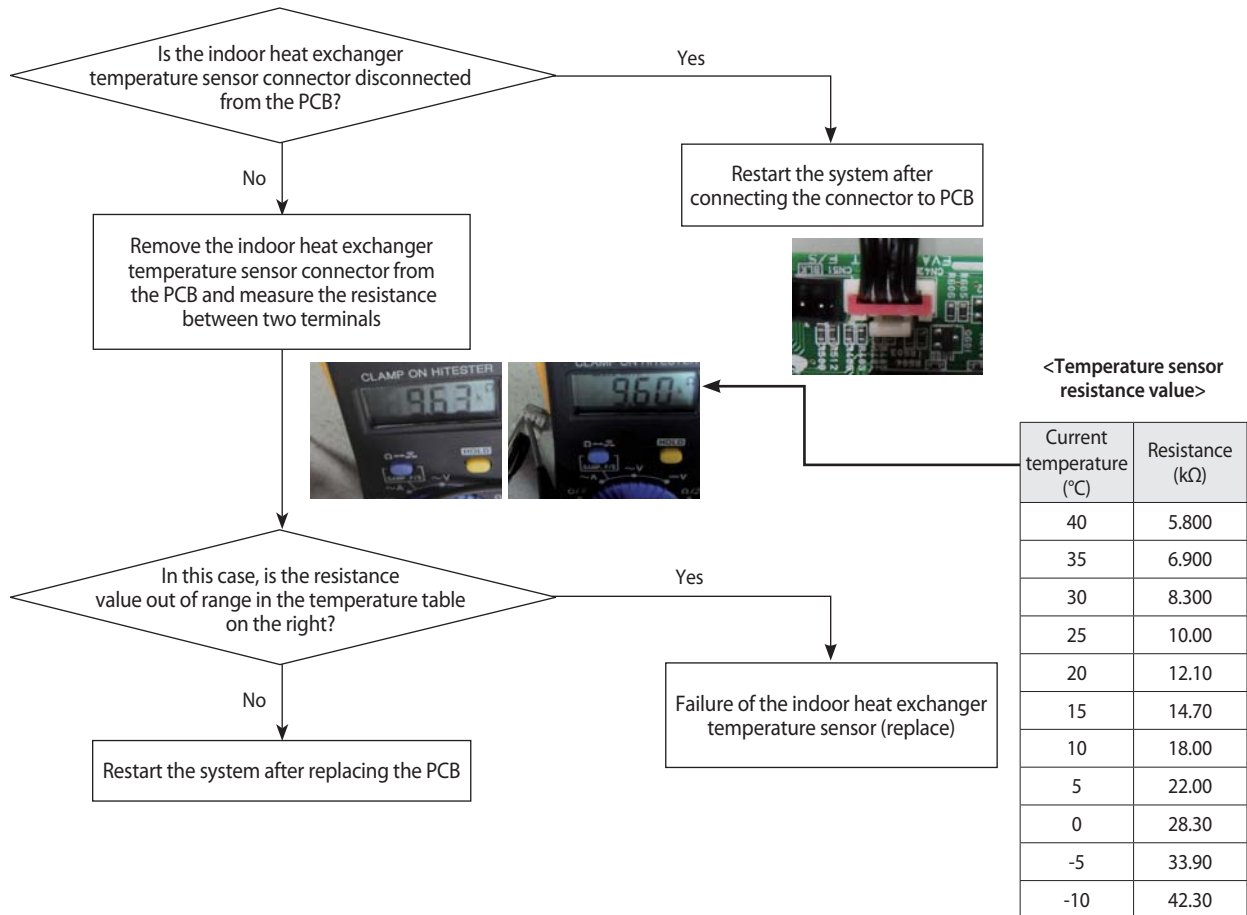 Is the indoor heat exchanger
temperature sensor connector disconnected
from the PCB?
Yes
No
Restart the system after
connecting the connector to PCB
Remove the indoor heat exchanger
temperature sensor connector from
the PCB and measure the resistance
between two terminals
CLAMP ON HITESTER
9.63
HOLD
CLAMP ON HITESTER
9.60
HOLD
<Temperature sensor
resistance value>
Current
temperature
(°C)
Resistance
(kΩ)
40 5.800
35 6.900
30 8.300
25 10.00
20 12.10
15 14.70
10 18.00
5 22.00
0 28.30
-5 33.90
-10 42.30
In this case, is the resistance
value out of range in the temperature table
on the right?
Yes
No
Failure of the indoor heat exchanger
temperature sensor (replace)
Restart the system after replacing the PCB